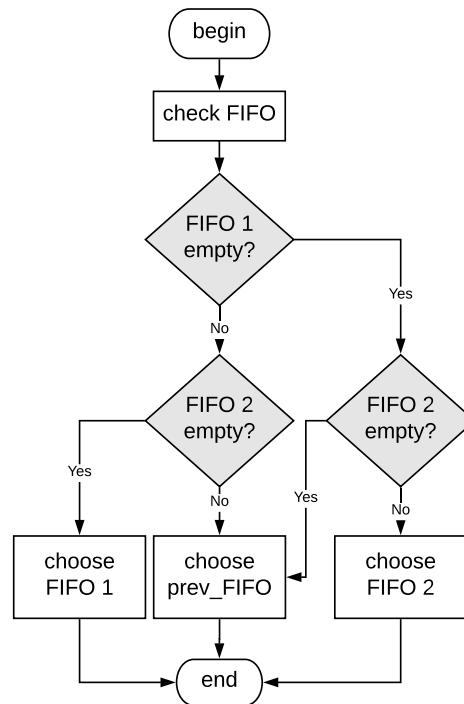 begin
check FIFO
FIFO 1
empty?
Yes
No
FIFO 2
empty?
FIFO 2
empty?
Yes
No
Yes
No
choose
FIFO 1
choose
prev_FIFO
choose
FIFO 2
end